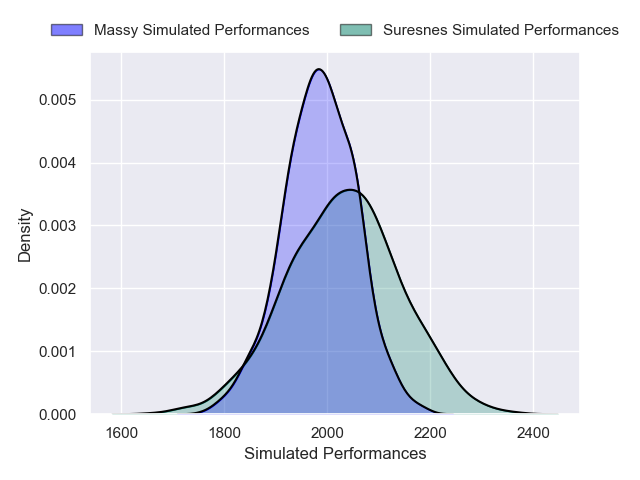 Massy Simulated Performances
Suresnes Simulated Performances
Density
0.005
0.004
0.003
0.002
0.001
0.000
1600 1800 2000 2200 2400
Simulated Performances